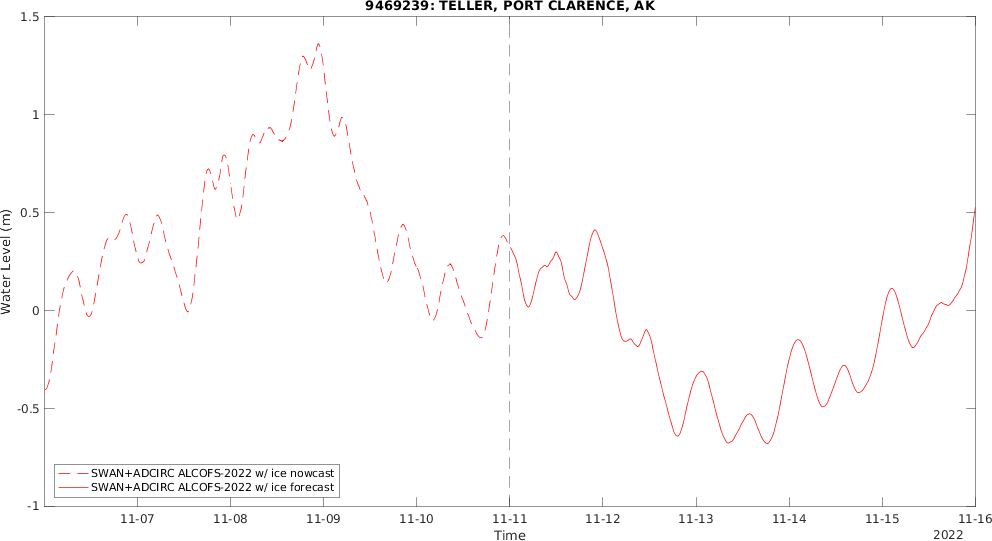 9469239: TELLER, PORT CLARENCE, AK
1.5
1
0.5
0
-0.5
-1
Water Level (m)
SWAN+ADCIRC ALCOFS-2022 w/ ice nowcast
SWAN+ADCIRC ALCOFS-2022 w/ ice forecast
11-07 11-08 11-09 11-10 11-11 11-12 11-13 11-14 11-15 11-16
Time
2022